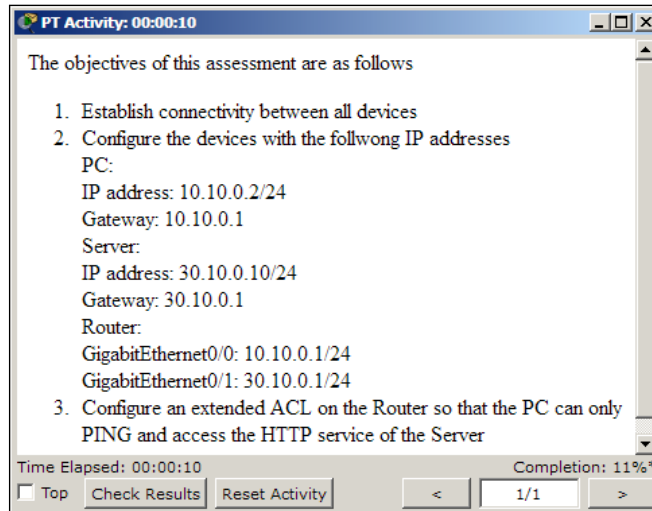 PT Activity: 00:00:10
The objectives of this assessment are as follows
1. Establish connectivity between all devices
2. Configure the devices with the follwong IP addresses
PC:
IP address: 10.10.0.2/24
Gateway: 10.10.0.1
Server:
IP address: 30.10.0.10/24
Gateway: 30.10.0.1
Router:
GigabitEthernet0/0: 10.10.0.1/24
GigabitEthernet0/1: 30.10.0.1/24
3. Configure an extended ACL on the Router so that the PC can only
PING and access the HTTP service of the Server
Time Elapsed: 00:00:10 Completion: 11%*
Top Check Results Reset Activity < 1/1 >